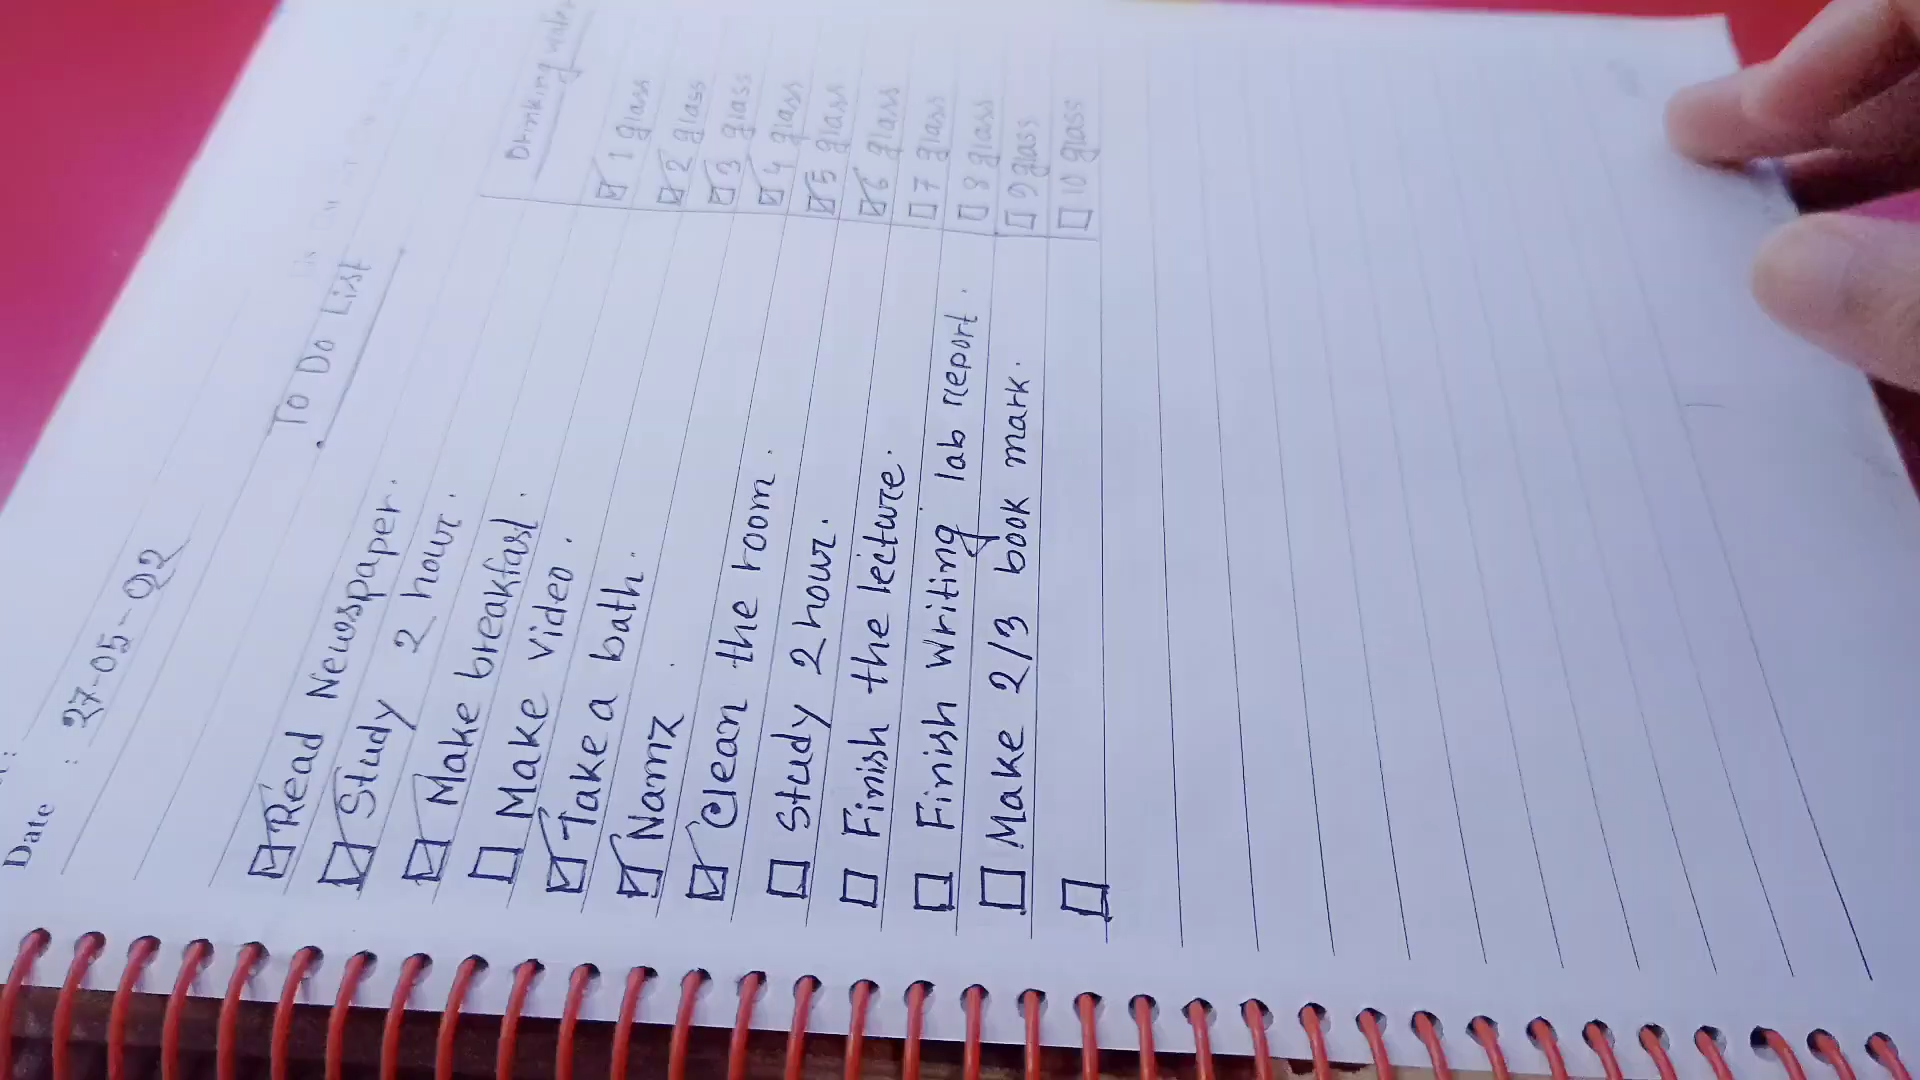 Date : 27-05-22
To Do List
☑ Read Newspaper.
☑ Study 2 hour.
☑ Make breakfast.
☐ Make video.
☑ Take a bath.
☑ Namz
☑ Clean the room.
☐ Study 2 hour.
☐ Finish the lecture.
☐ Finish writing lab report.
☐ Make 2/3 book mark.
☐
Drinking water
☑ 1 glass
☑ 2 glass
☑ 3 glass
☑ 4 glass
☑ 5 glass
☑ 6 glass
☐ 7 glass
☐ 8 glass
☐ 9 glass
☐ 10 glass